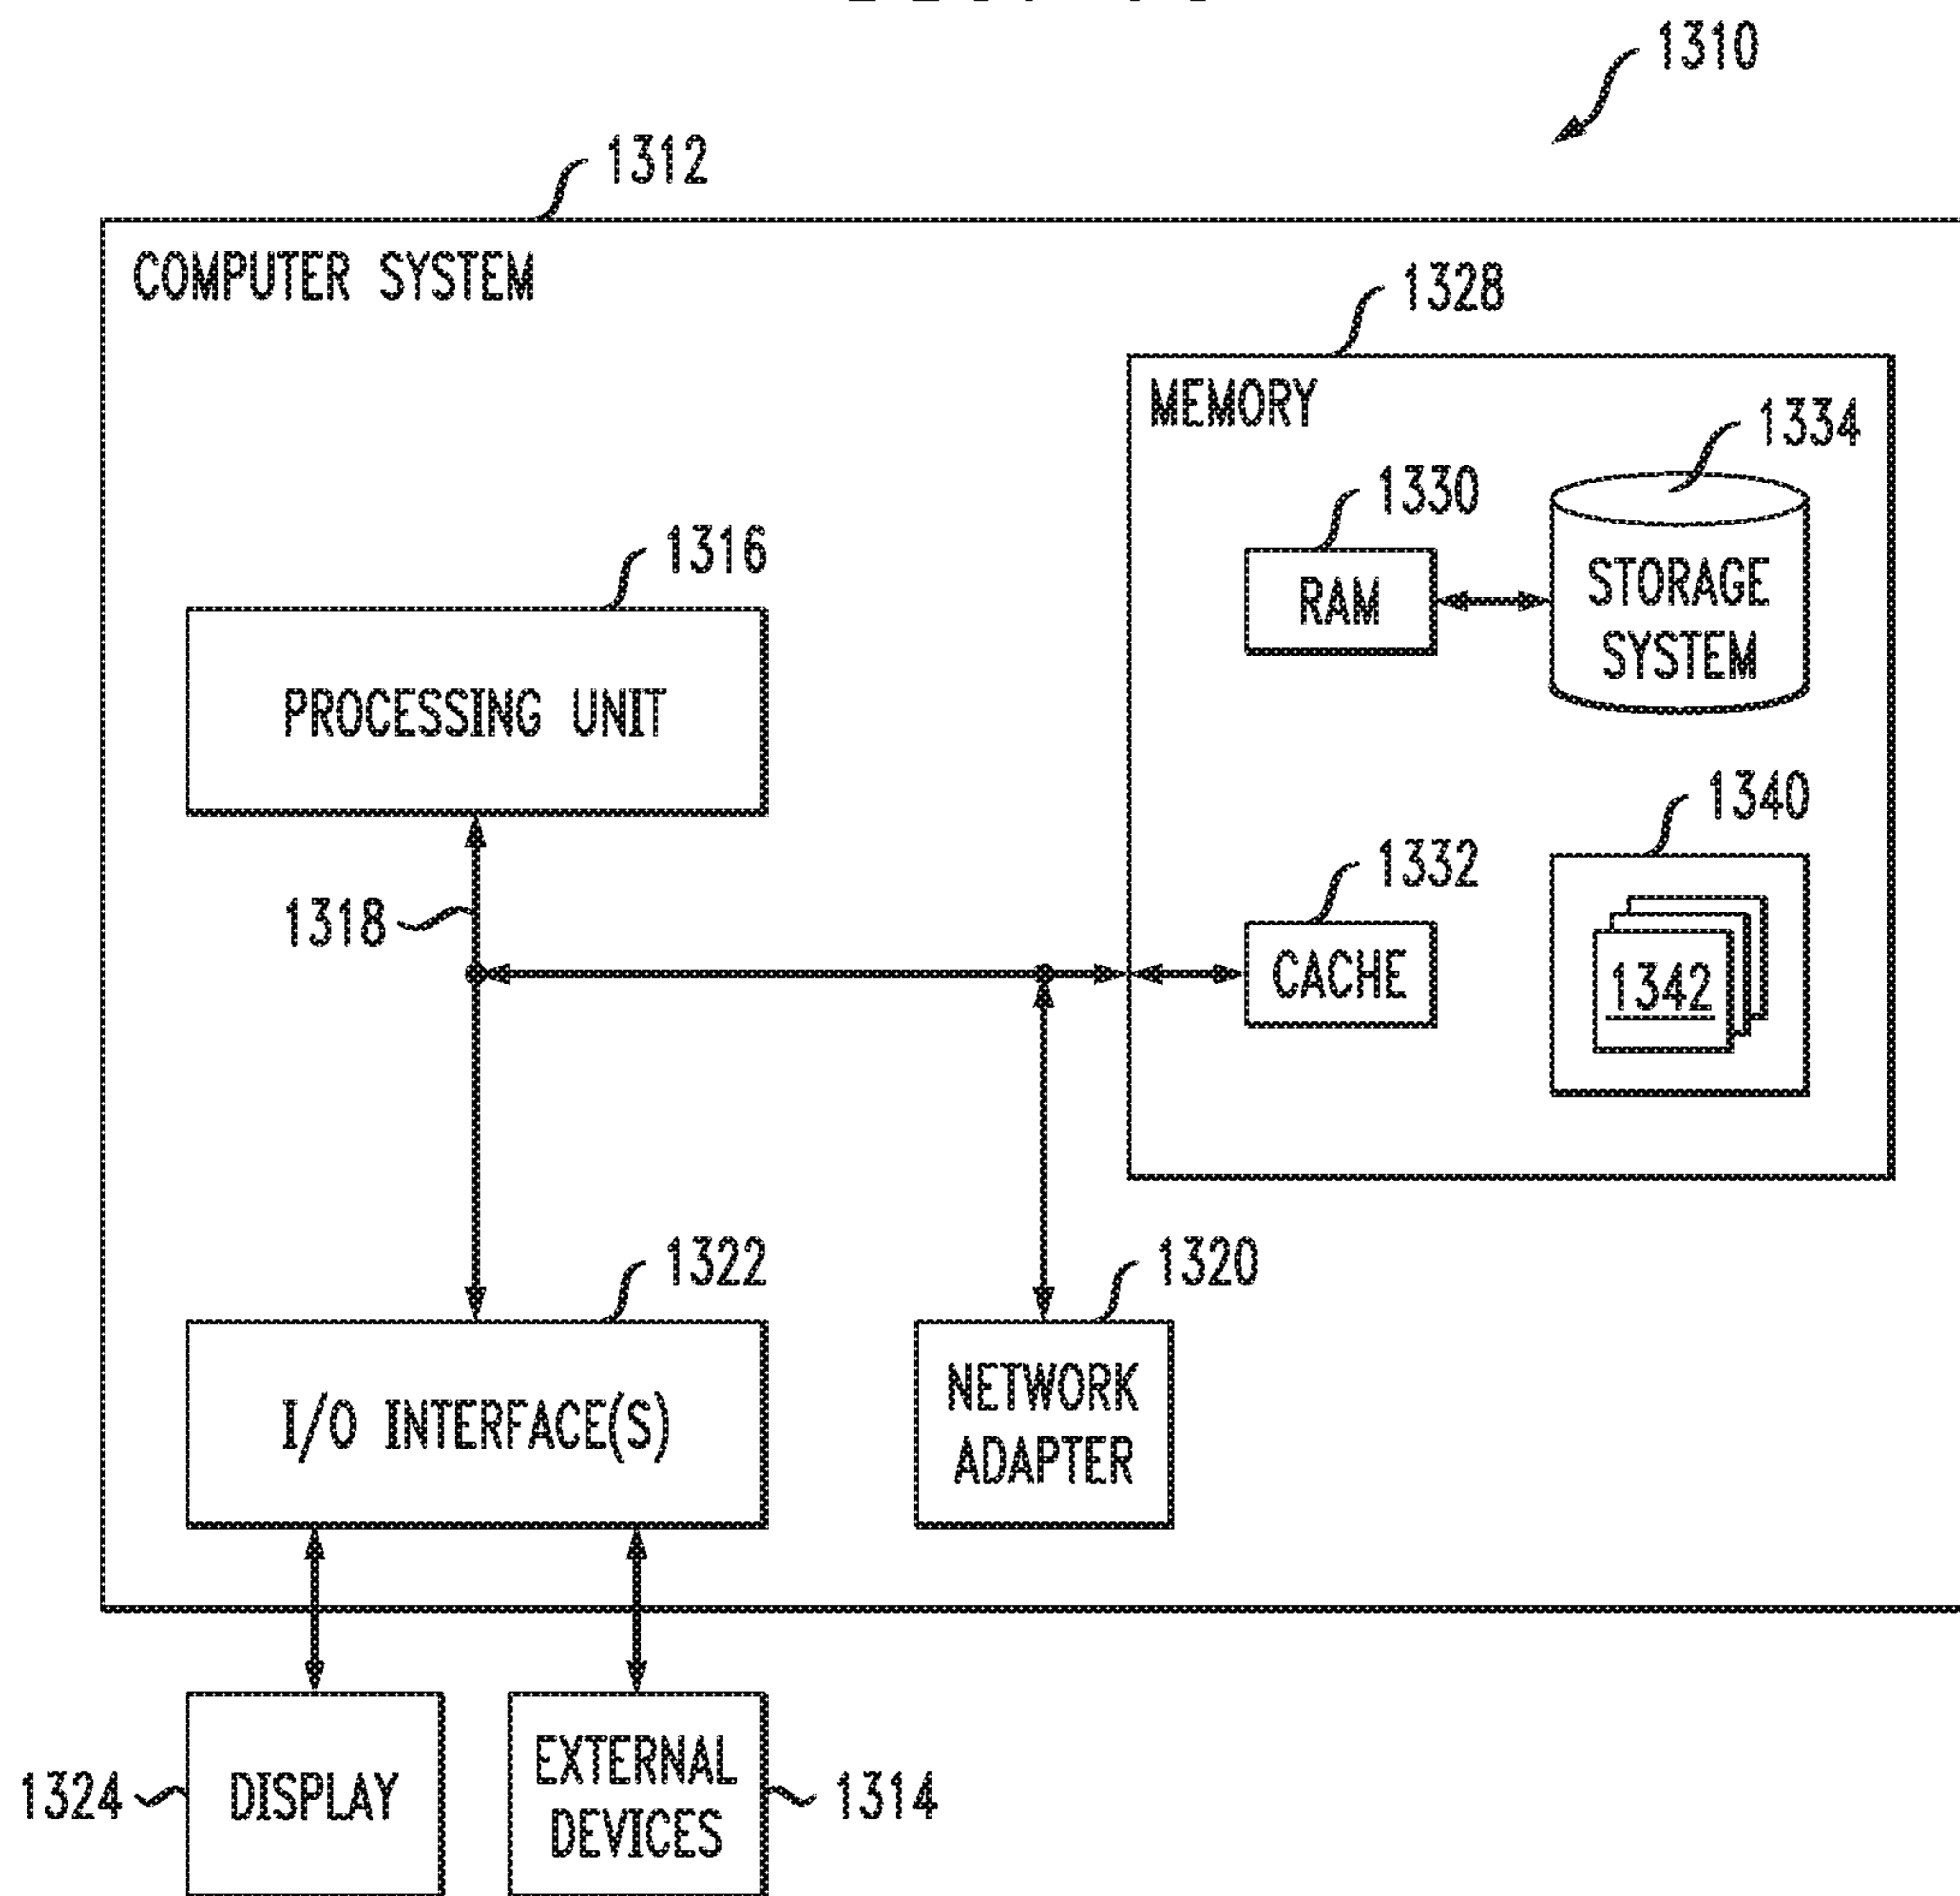 1310
1312
COMPUTER SYSTEM
1328
MEMORY
1334
1330
RAM
STORAGE
SYSTEM
1316
PROCESSING UNIT
1340
1332
CACHE
1342
1318
1322
I/O INTERFACE(S)
1320
NETWORK
ADAPTER
1324
DISPLAY
EXTERNAL
DEVICES
1314